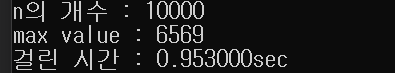 n의 개수 : 10000
max value : 6569
걸린 시간 : 0.953000sec